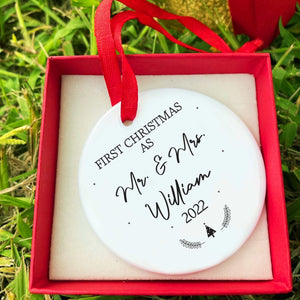 FIRST CHRISTMAS
AS
Mr. & Mrs.
William
2022